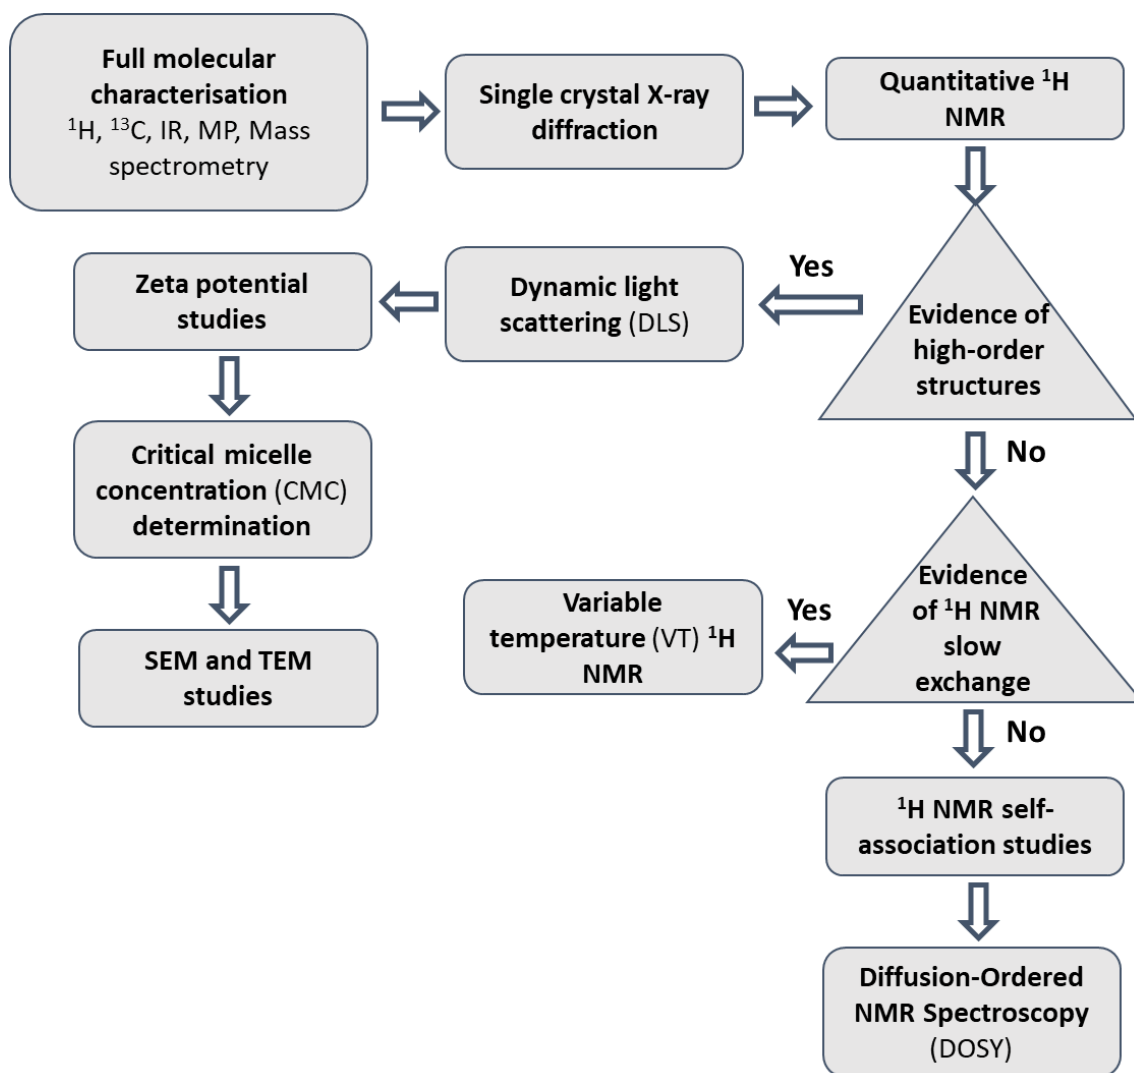 Full molecular
characterisation
¹H, ¹³C, IR, MP, Mass
spectrometry
Single crystal X-ray
diffraction
Quantitative ¹H
NMR
Zeta potential
studies
Dynamic light
scattering (DLS)
Yes
Evidence of
high-order
structures
Critical micelle
concentration (CMC)
determination
No
SEM and TEM
studies
Variable
temperature (VT) ¹H
NMR
Yes
Evidence
of ¹H NMR
slow
exchange
No
¹H NMR self-
association studies
Diffusion-Ordered
NMR Spectroscopy
(DOSY)